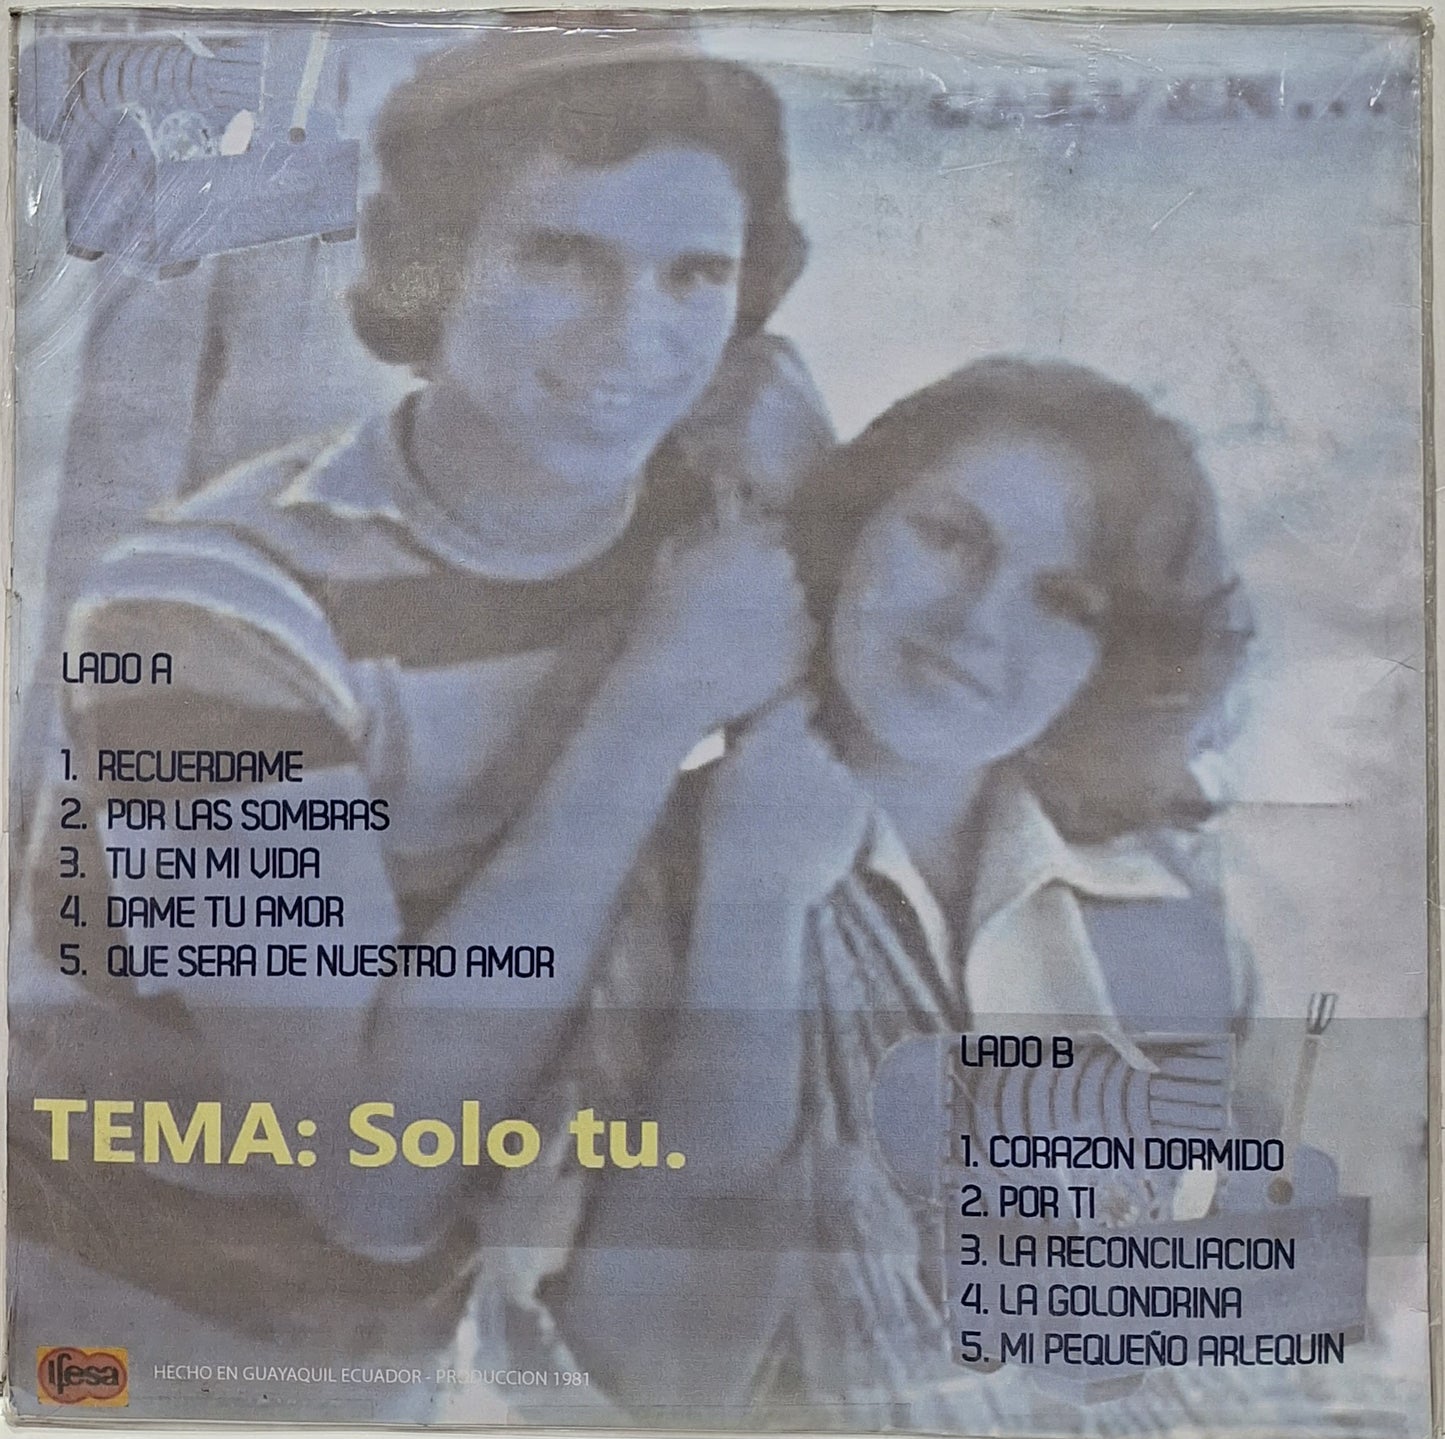 LADO A
1. RECUERDAME
2. POR LAS SOMBRAS
3. TU EN MI VIDA
4. DAME TU AMOR
5. QUE SERA DE NUESTRO AMOR
TEMA: Solo tu.
LADO B
1. CORAZON DORMIDO
2. POR TI
3. LA RECONCILIACION
4. LA GOLONDRINA
5. MI PEQUEÑO ARLEQUIN
Ifesa
HECHO EN GUAYAQUIL ECUADOR - PRODUCCION 1981